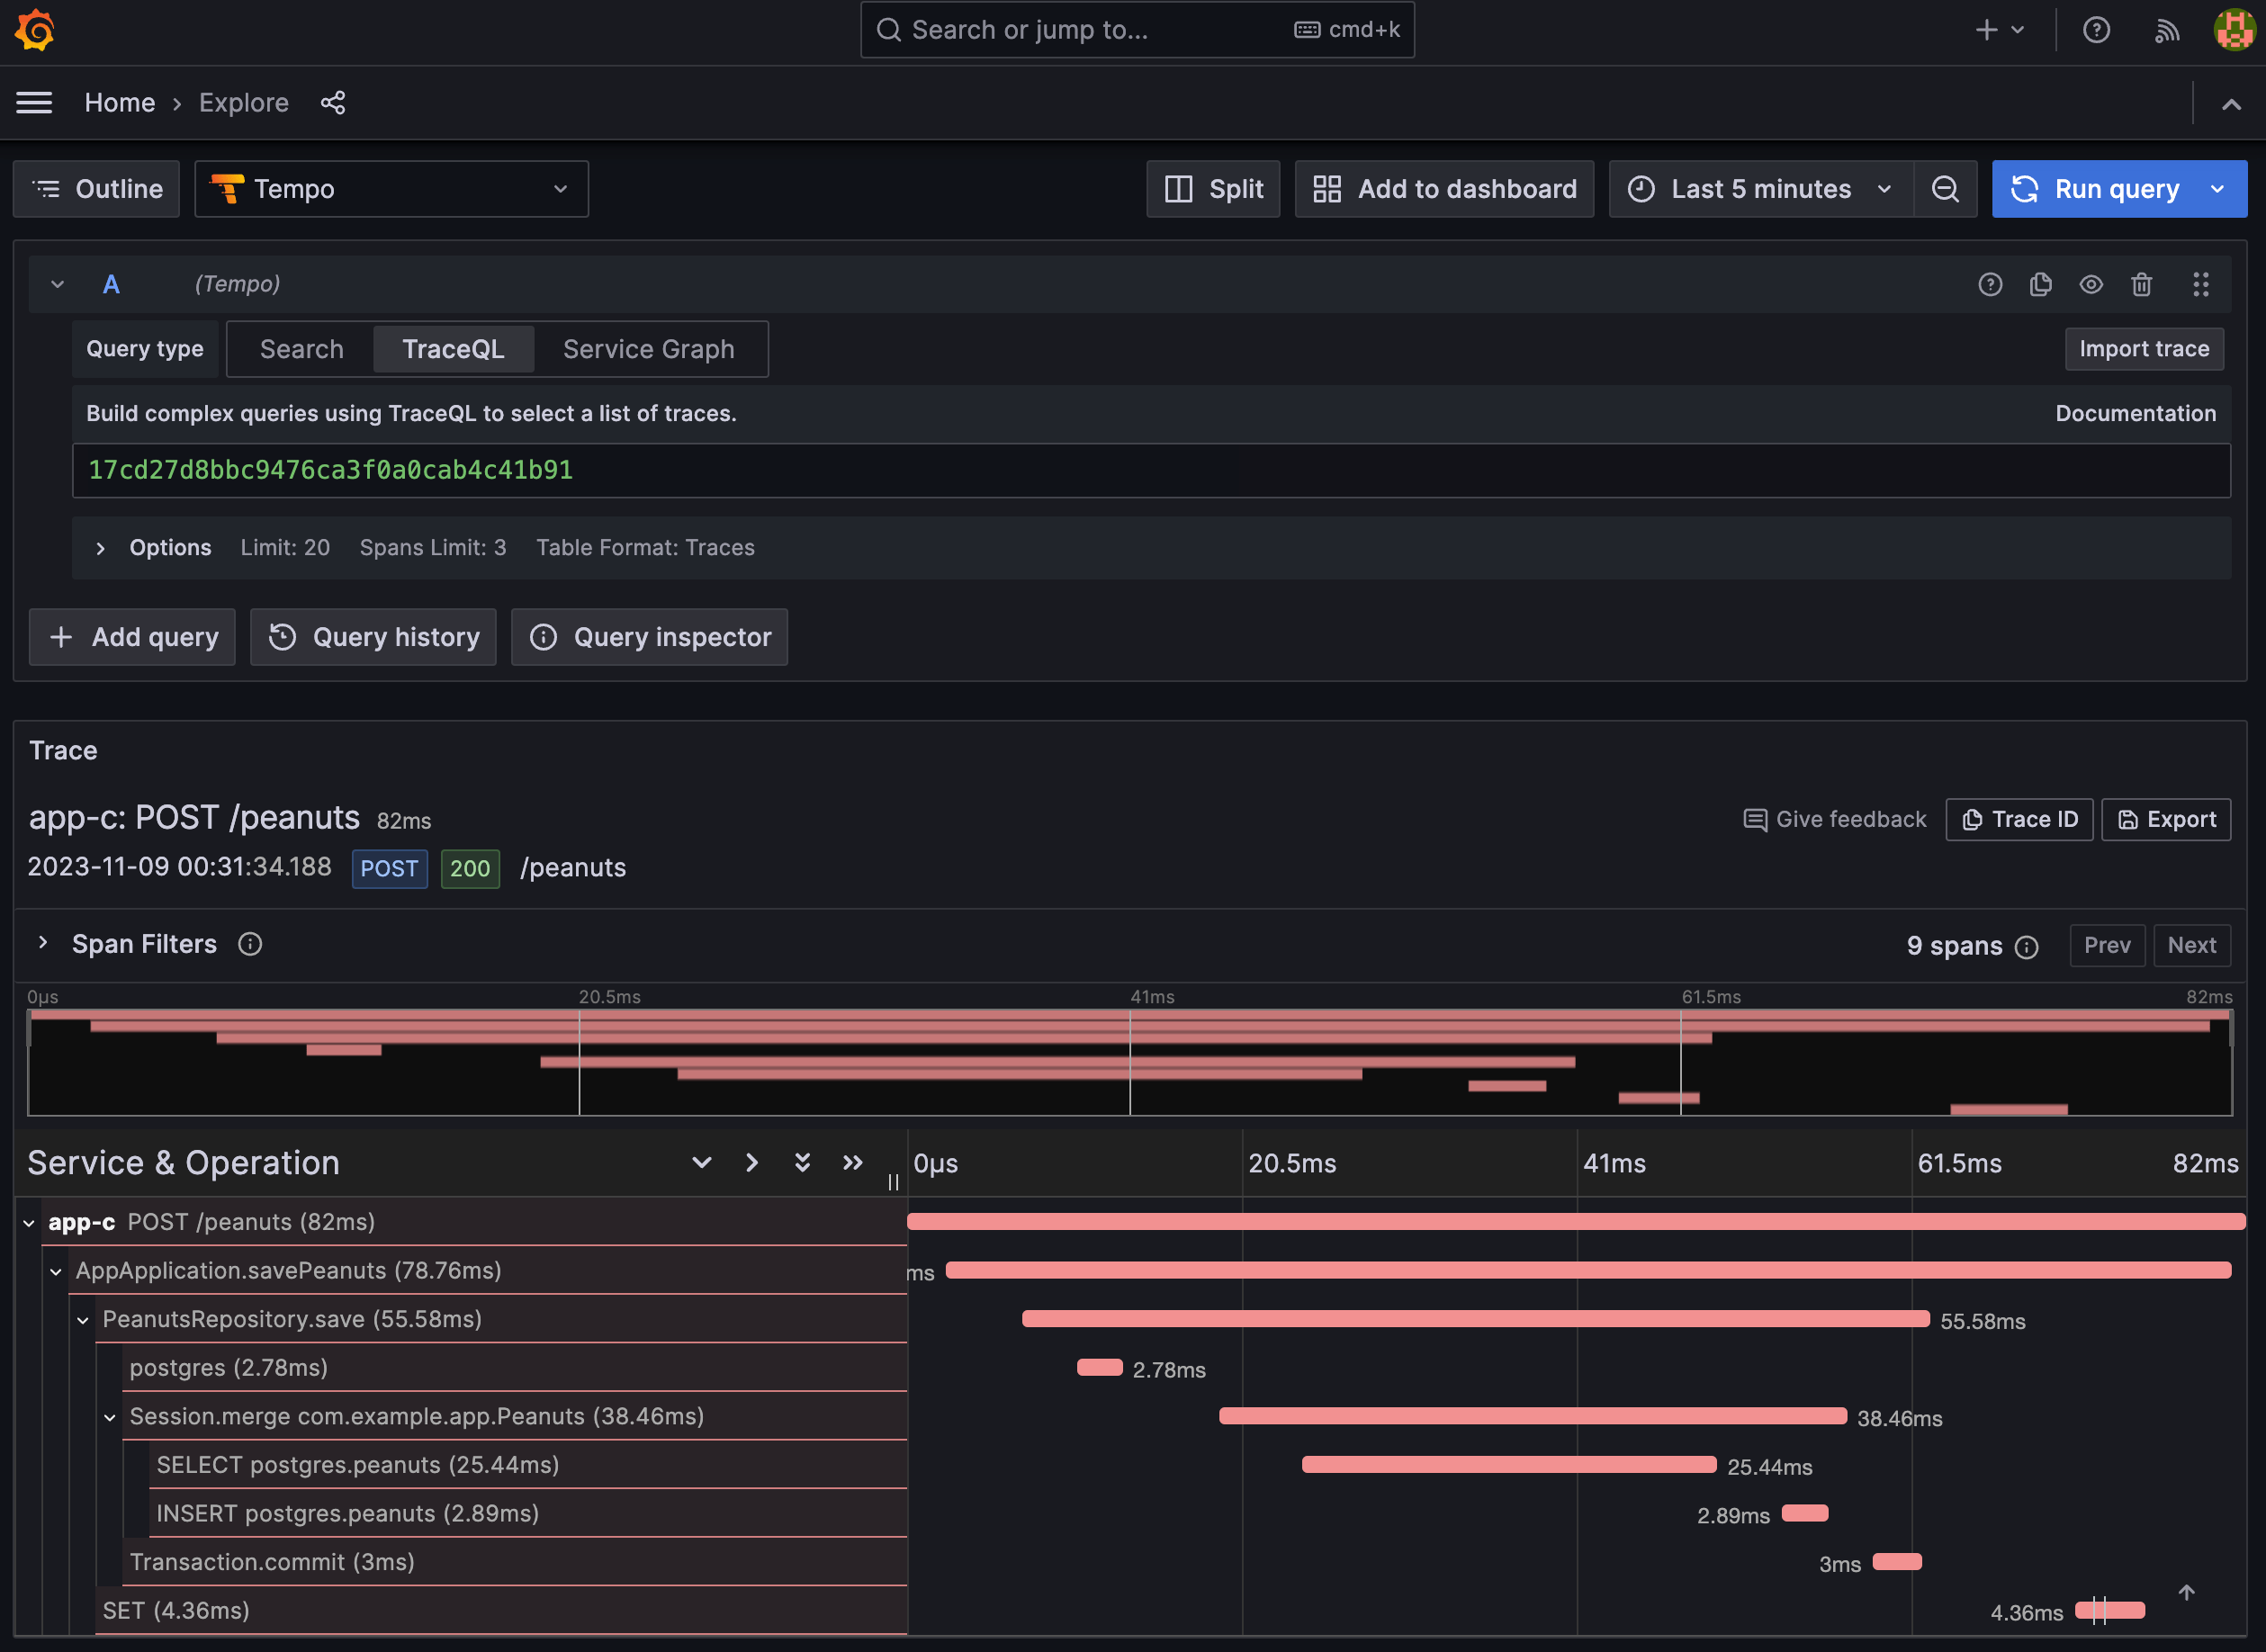 Search or jump to... cmd+k
Home › Explore
Outline Tempo Split Add to dashboard Last 5 minutes Run query
A (Tempo)
Query type Search TraceQL Service Graph Import trace
Build complex queries using TraceQL to select a list of traces. Documentation
17cd27d8bbc9476ca3f0a0cab4c41b91
Options Limit: 20 Spans Limit: 3 Table Format: Traces
Add query Query history Query inspector
Trace
app-c: POST /peanuts 82ms Give feedback Trace ID Export
2023-11-09 00:31:34.188 POST 200 /peanuts
Span Filters 9 spans Prev Next
0μs 20.5ms 41ms 61.5ms 82ms
Service & Operation 0μs 20.5ms 41ms 61.5ms 82ms
app-c POST /peanuts (82ms)
AppApplication.savePeanuts (78.76ms) ms
PeanutsRepository.save (55.58ms) 55.58ms
postgres (2.78ms) 2.78ms
Session.merge com.example.app.Peanuts (38.46ms) 38.46ms
SELECT postgres.peanuts (25.44ms) 25.44ms
INSERT postgres.peanuts (2.89ms) 2.89ms
Transaction.commit (3ms) 3ms
SET (4.36ms) 4.36ms